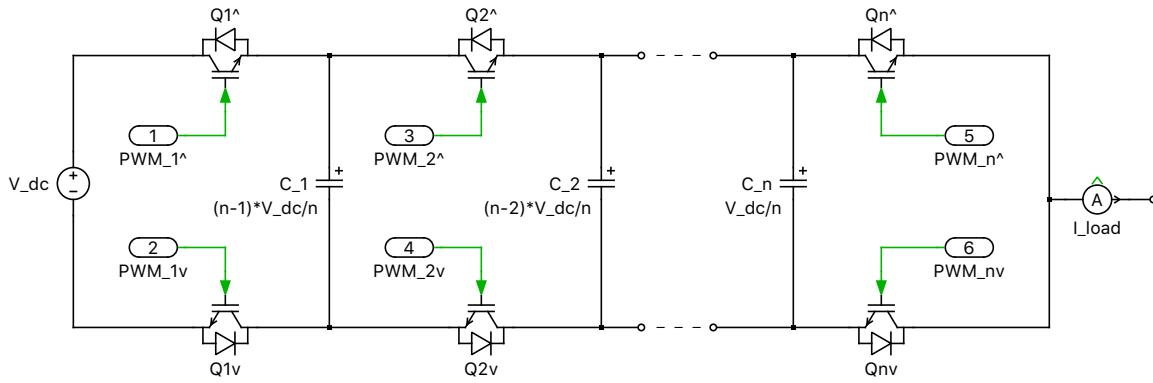 Q1^
Q2^
Qn^
1
PWM_1^
3
PWM_2^
5
PWM_n^
V_dc
C_1
(n-1)*V_dc/n
C_2
(n-2)*V_dc/n
C_n
V_dc/n
A
I_load
2
PWM_1v
4
PWM_2v
6
PWM_nv
Q1v
Q2v
Qnv